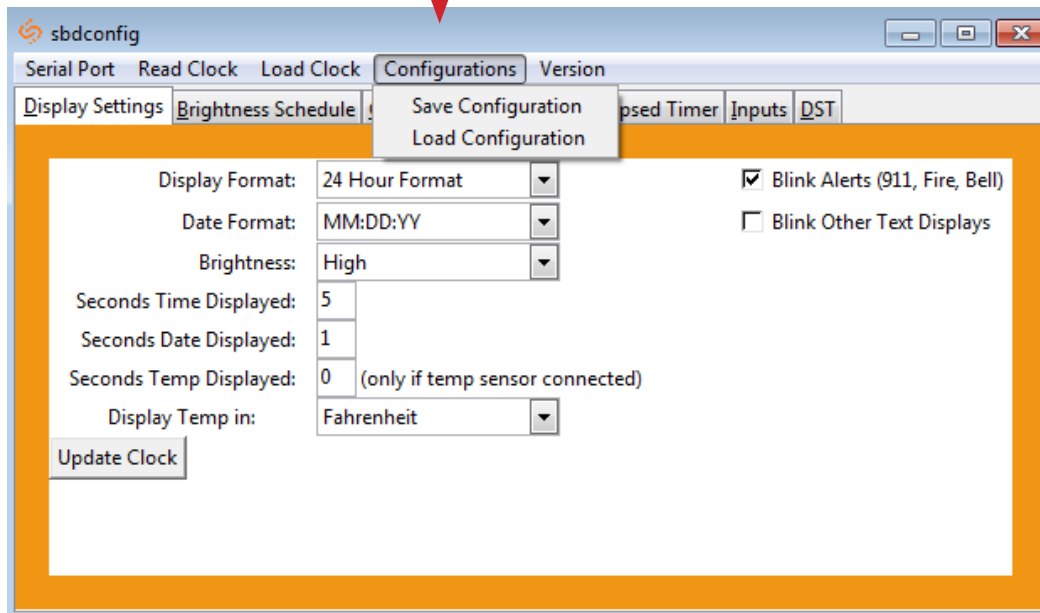 sbdconfig
Serial Port Read Clock Load Clock Configurations Version
Display Settings Brightness Schedule Timer Inputs DST
Save Configuration
Load Configuration
Display Format: 24 Hour Format Blink Alerts (911, Fire, Bell)
Date Format: MM:DD:YY Blink Other Text Displays
Brightness: High
Seconds Time Displayed: 5
Seconds Date Displayed: 1
Seconds Temp Displayed: 0 (only if temp sensor connected)
Display Temp in: Fahrenheit
Update Clock